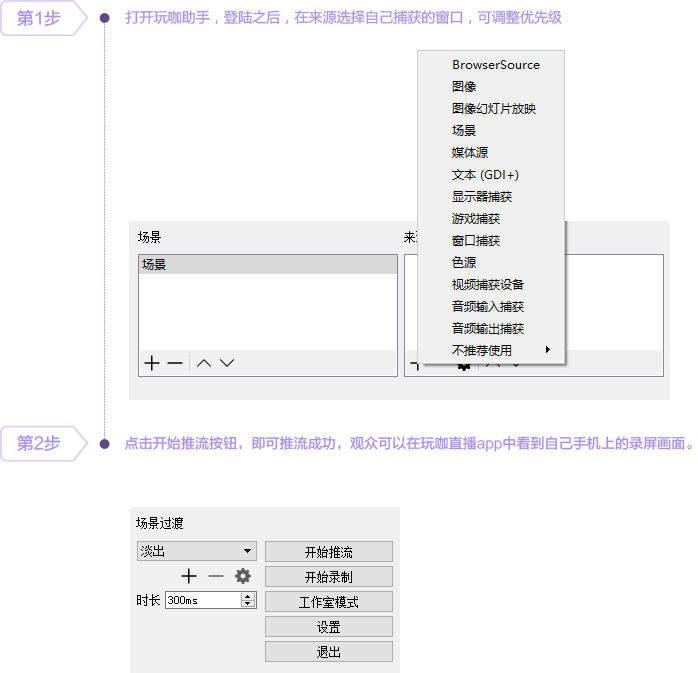 第1步
打开玩咖助手，登陆之后，在来源选择自己捕获的窗口，可调整优先级
BrowserSource
图像
图像幻灯片放映
场景
媒体源
文本 (GDI+)
显示器捕获
游戏捕获
窗口捕获
色源
视频捕获设备
音频输入捕获
音频输出捕获
不推荐使用
场景
来
场景
第2步
点击开始推流按钮，即可推流成功，观众可以在玩咖直播app中看到自己手机上的录屏画面。
场景过渡
淡出
开始推流
开始录制
时长 300ms
工作室模式
设置
退出